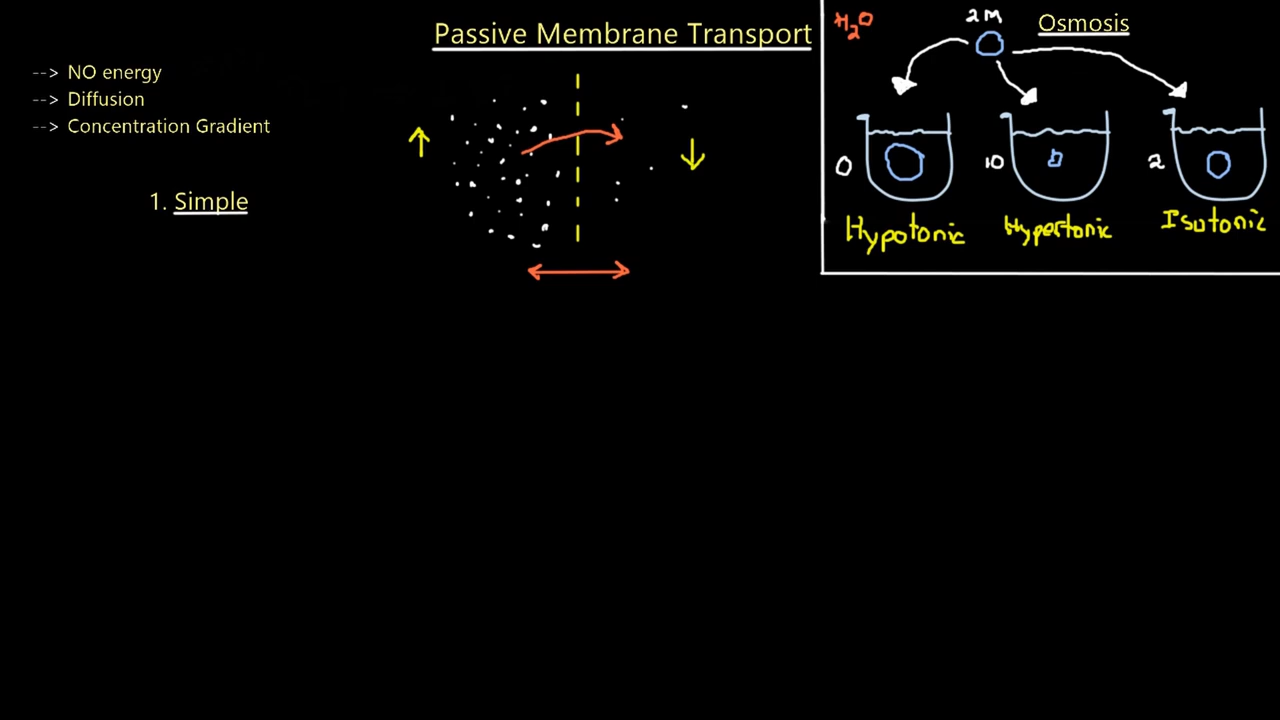 Passive Membrane Transport
--> NO energy
--> Diffusion
--> Concentration Gradient
1. Simple
H₂O
2M
Osmosis
0
10
2
Hypotonic
Hypertonic
Isotonic